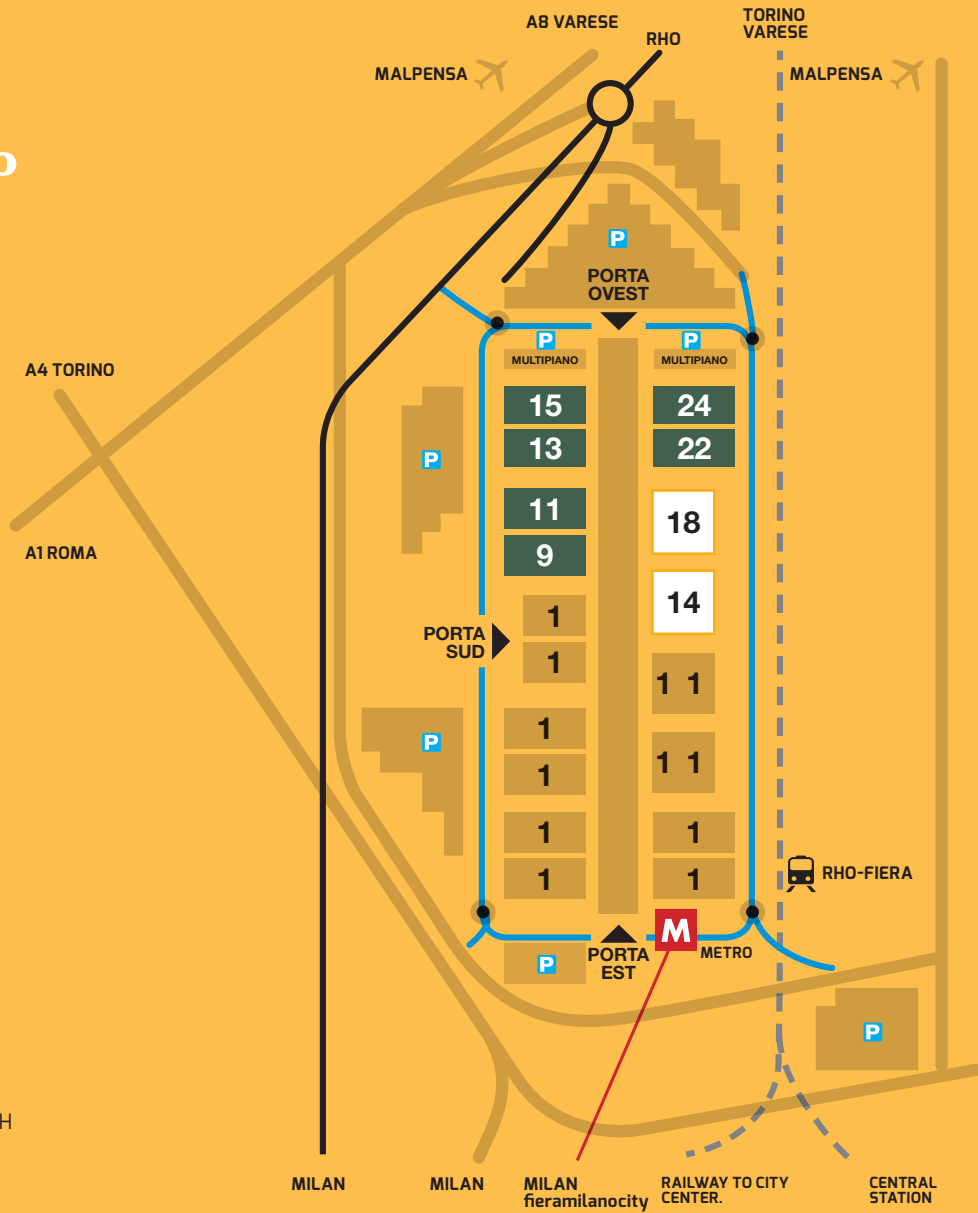 A8 VARESE
TORINO
VARESE
RHO
MALPENSA
MALPENSA
o
P
PORTA
OVEST
P
P
MULTIPIANO
MULTIPIANO
A4 TORINO
15
24
13
22
P
11
18
9
A1 ROMA
14
1
PORTA
SUD
1
1 1
1
P
1 1
1
1
1
RHO-FIERA
1
1
M
METRO
PORTA
EST
P
P
H
MILAN
MILAN
MILAN
fieramilanocity
RAILWAY TO CITY
CENTER.
CENTRAL
STATION